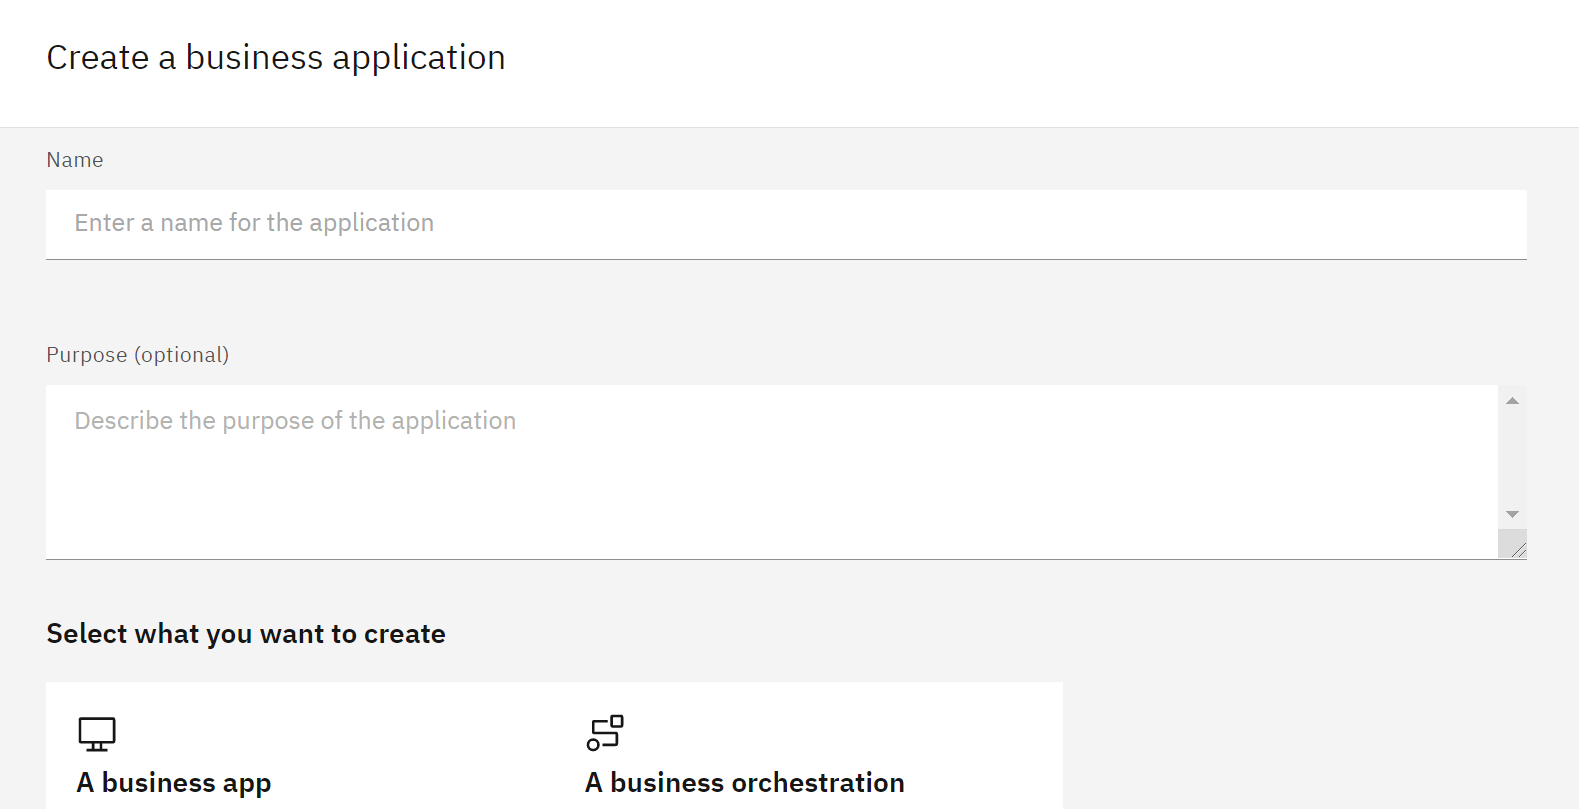 Create a business application
Name
Enter a name for the application
Purpose (optional)
Describe the purpose of the application
Select what you want to create
A business app
A business orchestration